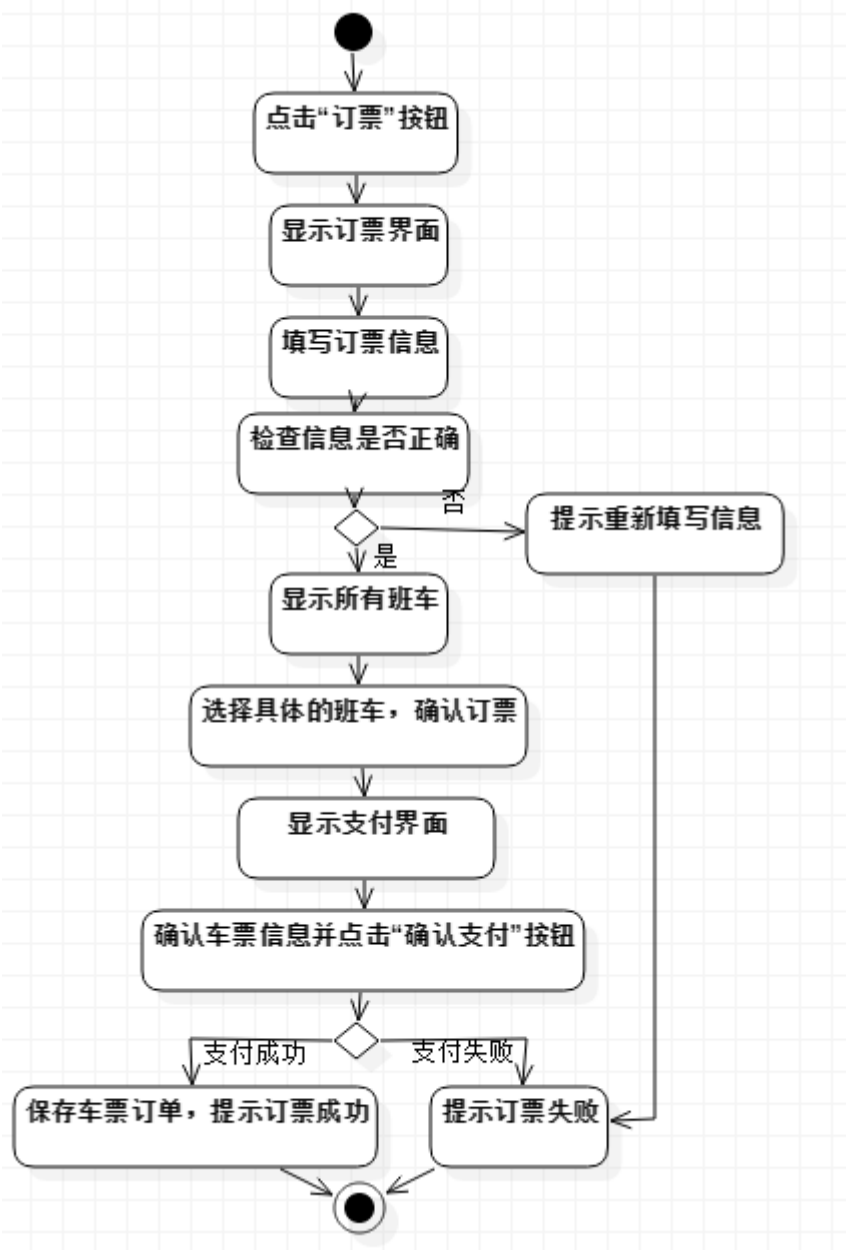 点击“订票”按钮
显示订票界面
填写订票信息
检查信息是否正确
否
提示重新填写信息
是
显示所有班车
选择具体的班车，确认订票
显示支付界面
确认车票信息并点击“确认支付”按钮
支付成功
支付失败
保存车票订单，提示订票成功
提示订票失败